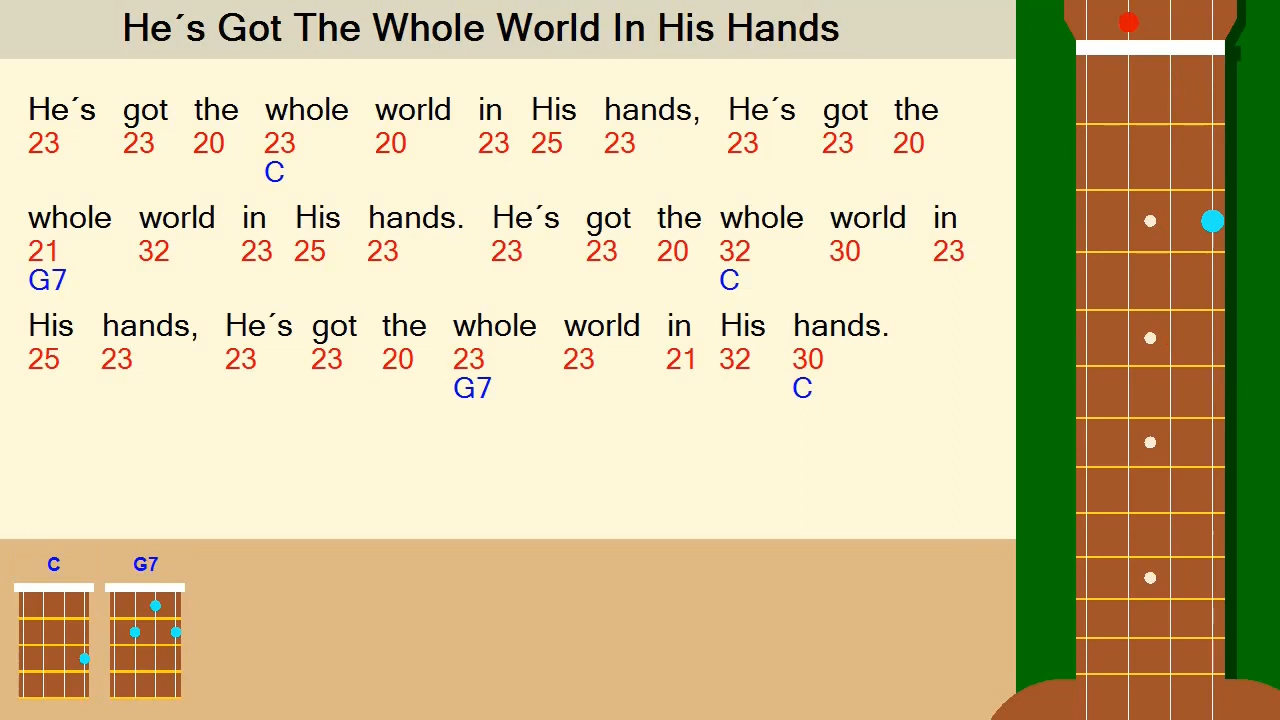 He´s Got The Whole World In His Hands
He´s got the whole world in His hands, He´s got the
23 23 20 23 20 23 25 23 23 23 20
C
whole world in His hands. He´s got the whole world in
21 32 23 25 23 23 23 20 32 30 23
G7 C
His hands, He´s got the whole world in His hands.
25 23 23 23 20 23 23 21 32 30
G7 C
C G7